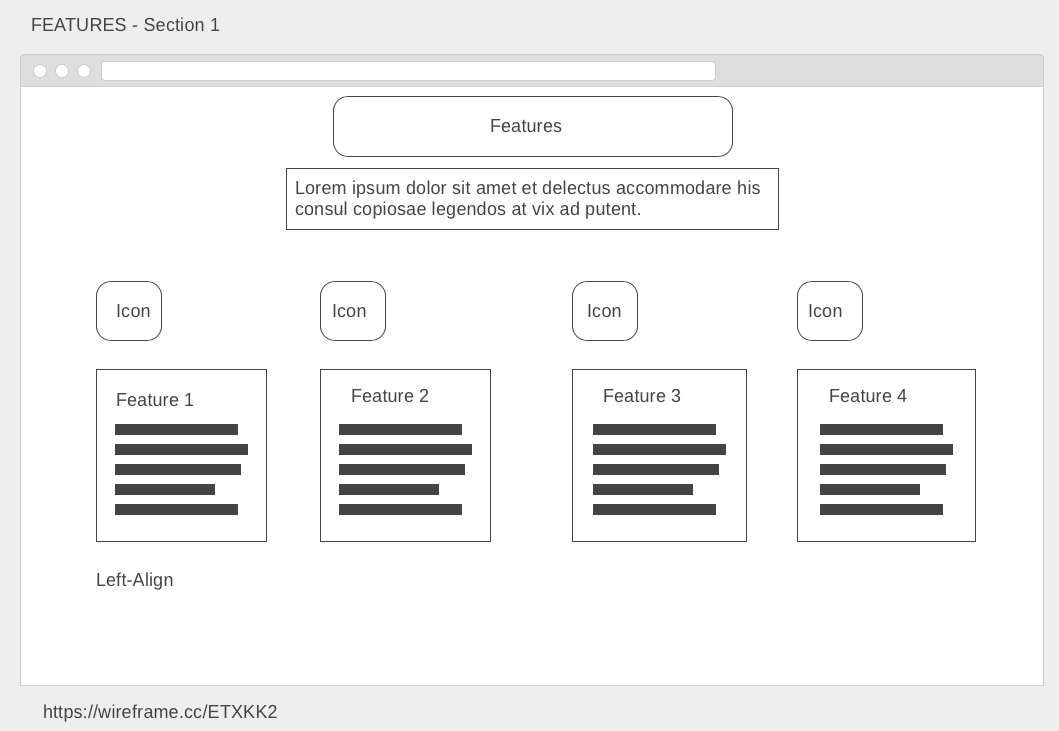 FEATURES - Section 1
Features
Lorem ipsum dolor sit amet et delectus accommodare his
consul copiosae legendos at vix ad putent.
Icon
Icon
Icon
Icon
Feature 1
Feature 2
Feature 3
Feature 4
Left-Align
https://wireframe.cc/ETXKK2